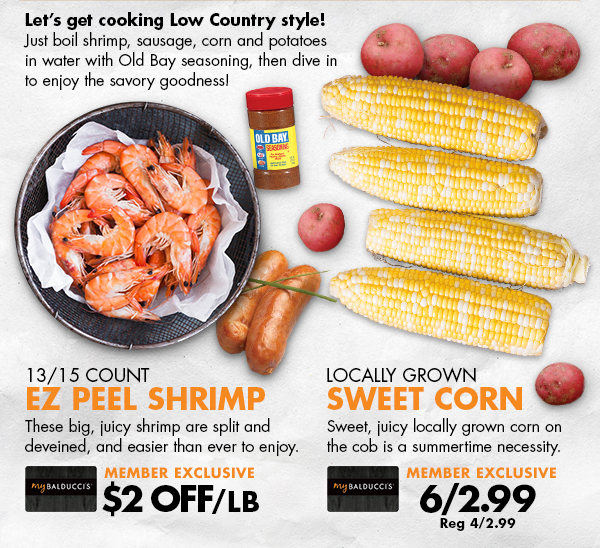 Let's get cooking Low Country style!
Just boil shrimp, sausage, corn and potatoes
in water with Old Bay seasoning, then dive in
to enjoy the savory goodness!
OLD BAY
SEASONING
13/15 COUNT
EZ PEEL SHRIMP
These big, juicy shrimp are split and
deveined, and easier than ever to enjoy.
my BALDUCCI'S
MEMBER EXCLUSIVE
$2 OFF/LB
LOCALLY GROWN
SWEET CORN
Sweet, juicy locally grown corn on
the cob is a summertime necessity.
my BALDUCCI'S
MEMBER EXCLUSIVE
6/2.99
Reg 4/2.99